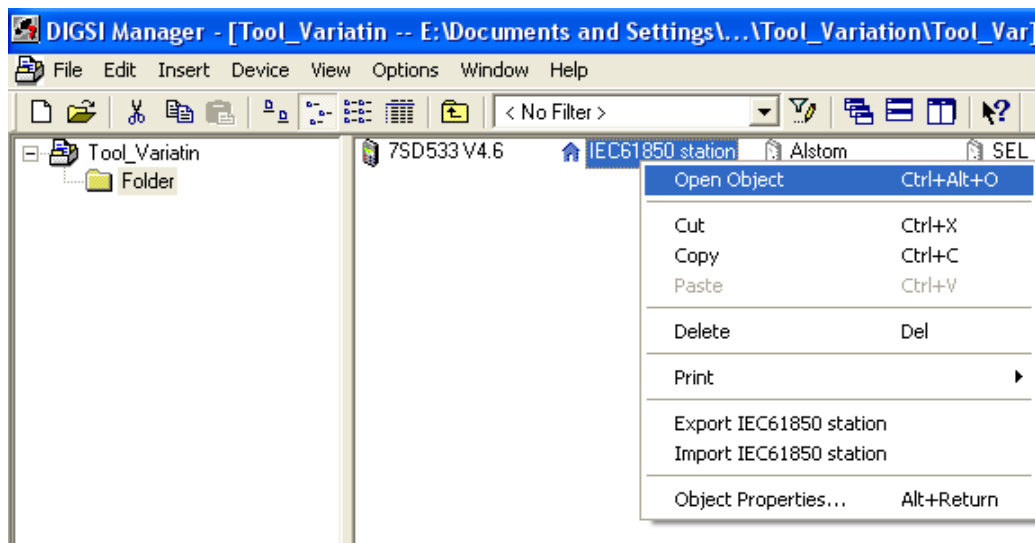 DIGSI Manager - [Tool_Variatin -- E:\Documents and Settings\...\Tool_Variation\Tool_Var]
File Edit Insert Device View Options Window Help
< No Filter >
Tool_Variatin
Folder
7SD533 V4.6 IEC61850 station Alstom SEL
Open Object Ctrl+Alt+O
Cut Ctrl+X
Copy Ctrl+C
Paste Ctrl+V
Delete Del
Print
Export IEC61850 station
Import IEC61850 station
Object Properties... Alt+Return